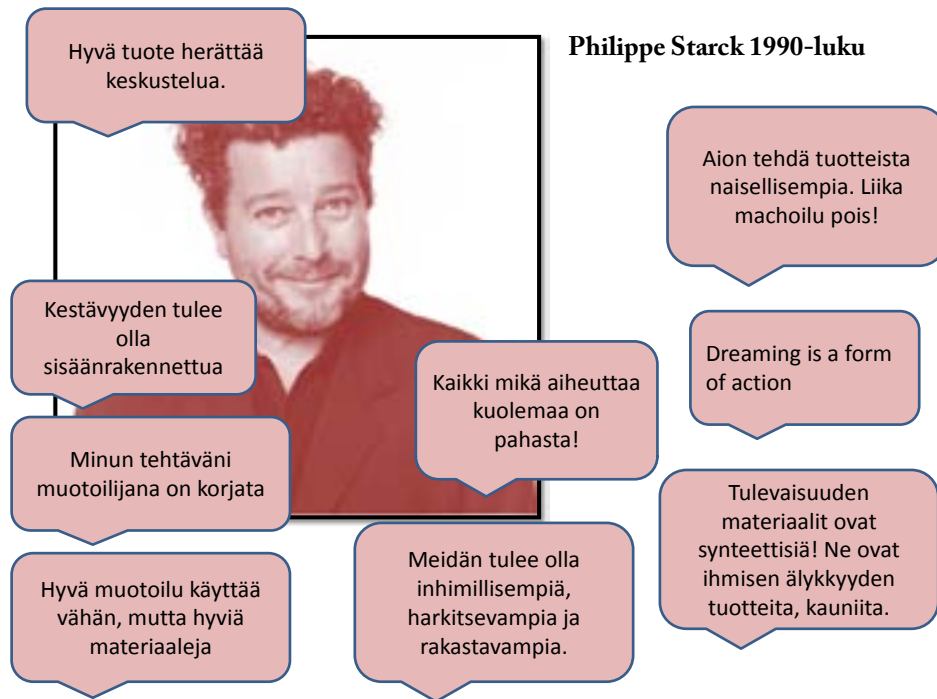 Philippe Starck 1990-luku
Hyvä tuote herättää
keskustelua.
Aion tehdä tuotteista
naisellisempia. Liika
machoilu pois!
Kestävyyden tulee
olla
sisäänrakennettua
Dreaming is a form
of action
Kaikki mikä aiheuttaa
kuolemaa on
pahasta!
Minun tehtäväni
muotoilijana on korjata
Tulevaisuuden
materiaalit ovat
synteettisiä! Ne ovat
ihmisen älykkyyden
tuotteita, kauniita.
Meidän tulee olla
inhimillisempiä,
harkitsevampia ja
rakastavampia.
Hyvä muotoilu käyttää
vähän, mutta hyviä
materiaaleja